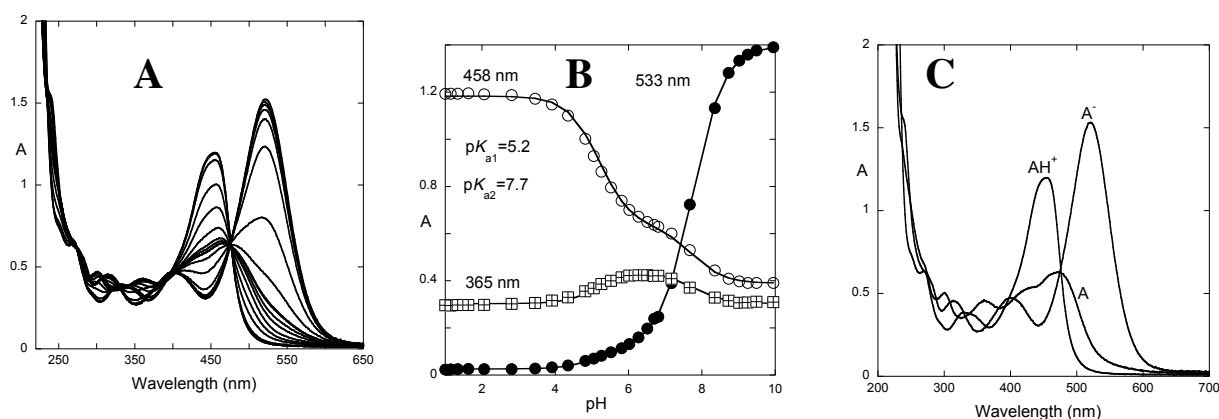 A
2
1.5
1
0.5
0
A
250
350
450
550
650
Wavelength (nm)
B
458 nm
533 nm
1.2
pKa1=5.2
0.8
pKa2=7.7
A
0.4
365 nm
0
2
4
6
8
10
pH
C
2
1.5
1
0.5
0
A
A-
AH+
A
200
300
400
500
600
700
Wavelength (nm)